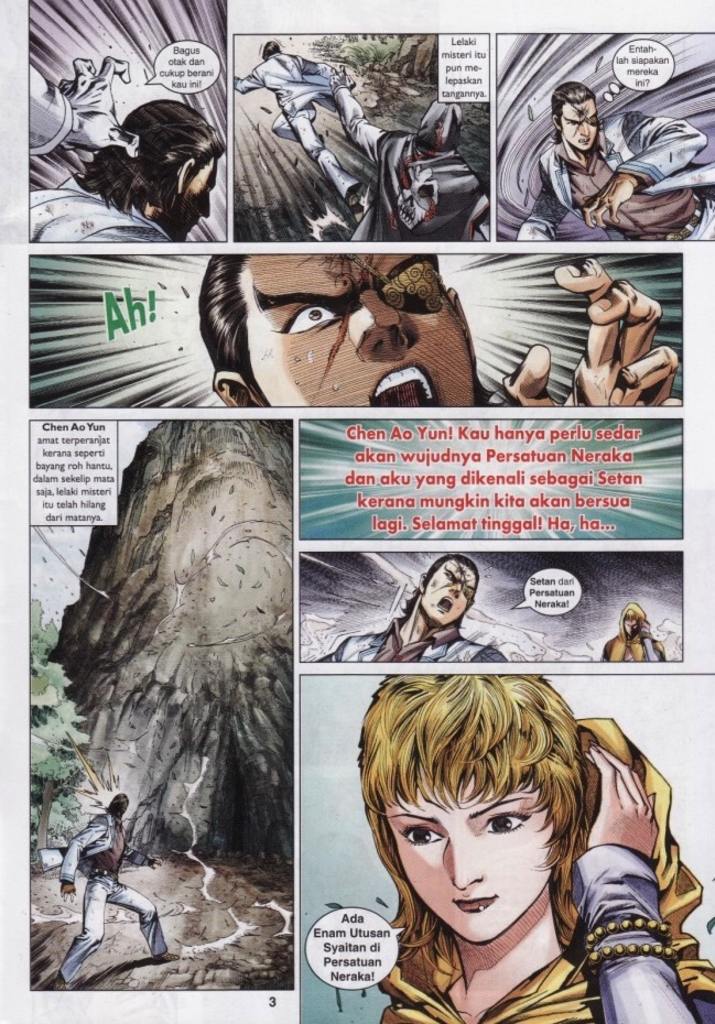 Bagus
otak dan
cukup berani
kau ini!
Lelaki
misteri itu
pun me-
lepaskan
tangannya.
Entah-
lah siapakan
mereka
ini?
Ah!
Chen Ao Yun
amat terperanjat
kerana seperti
bayang roh hantu,
dalam sekelip mata
saja, lelaki misteri
itu telah hilang
dari matanya.
Chen Ao Yun! Kau hanya perlu sedar
akan wujudnya Persatuan Neraka
dan aku yang dikenali sebagai Setan
kerana mungkin kita akan bersua
lagi. Selamat tinggal! Ha, ha...
Setan dari
Persatuan
Neraka!
Ada
Enam Utusan
Syaitan di
Persatuan
Neraka!
3